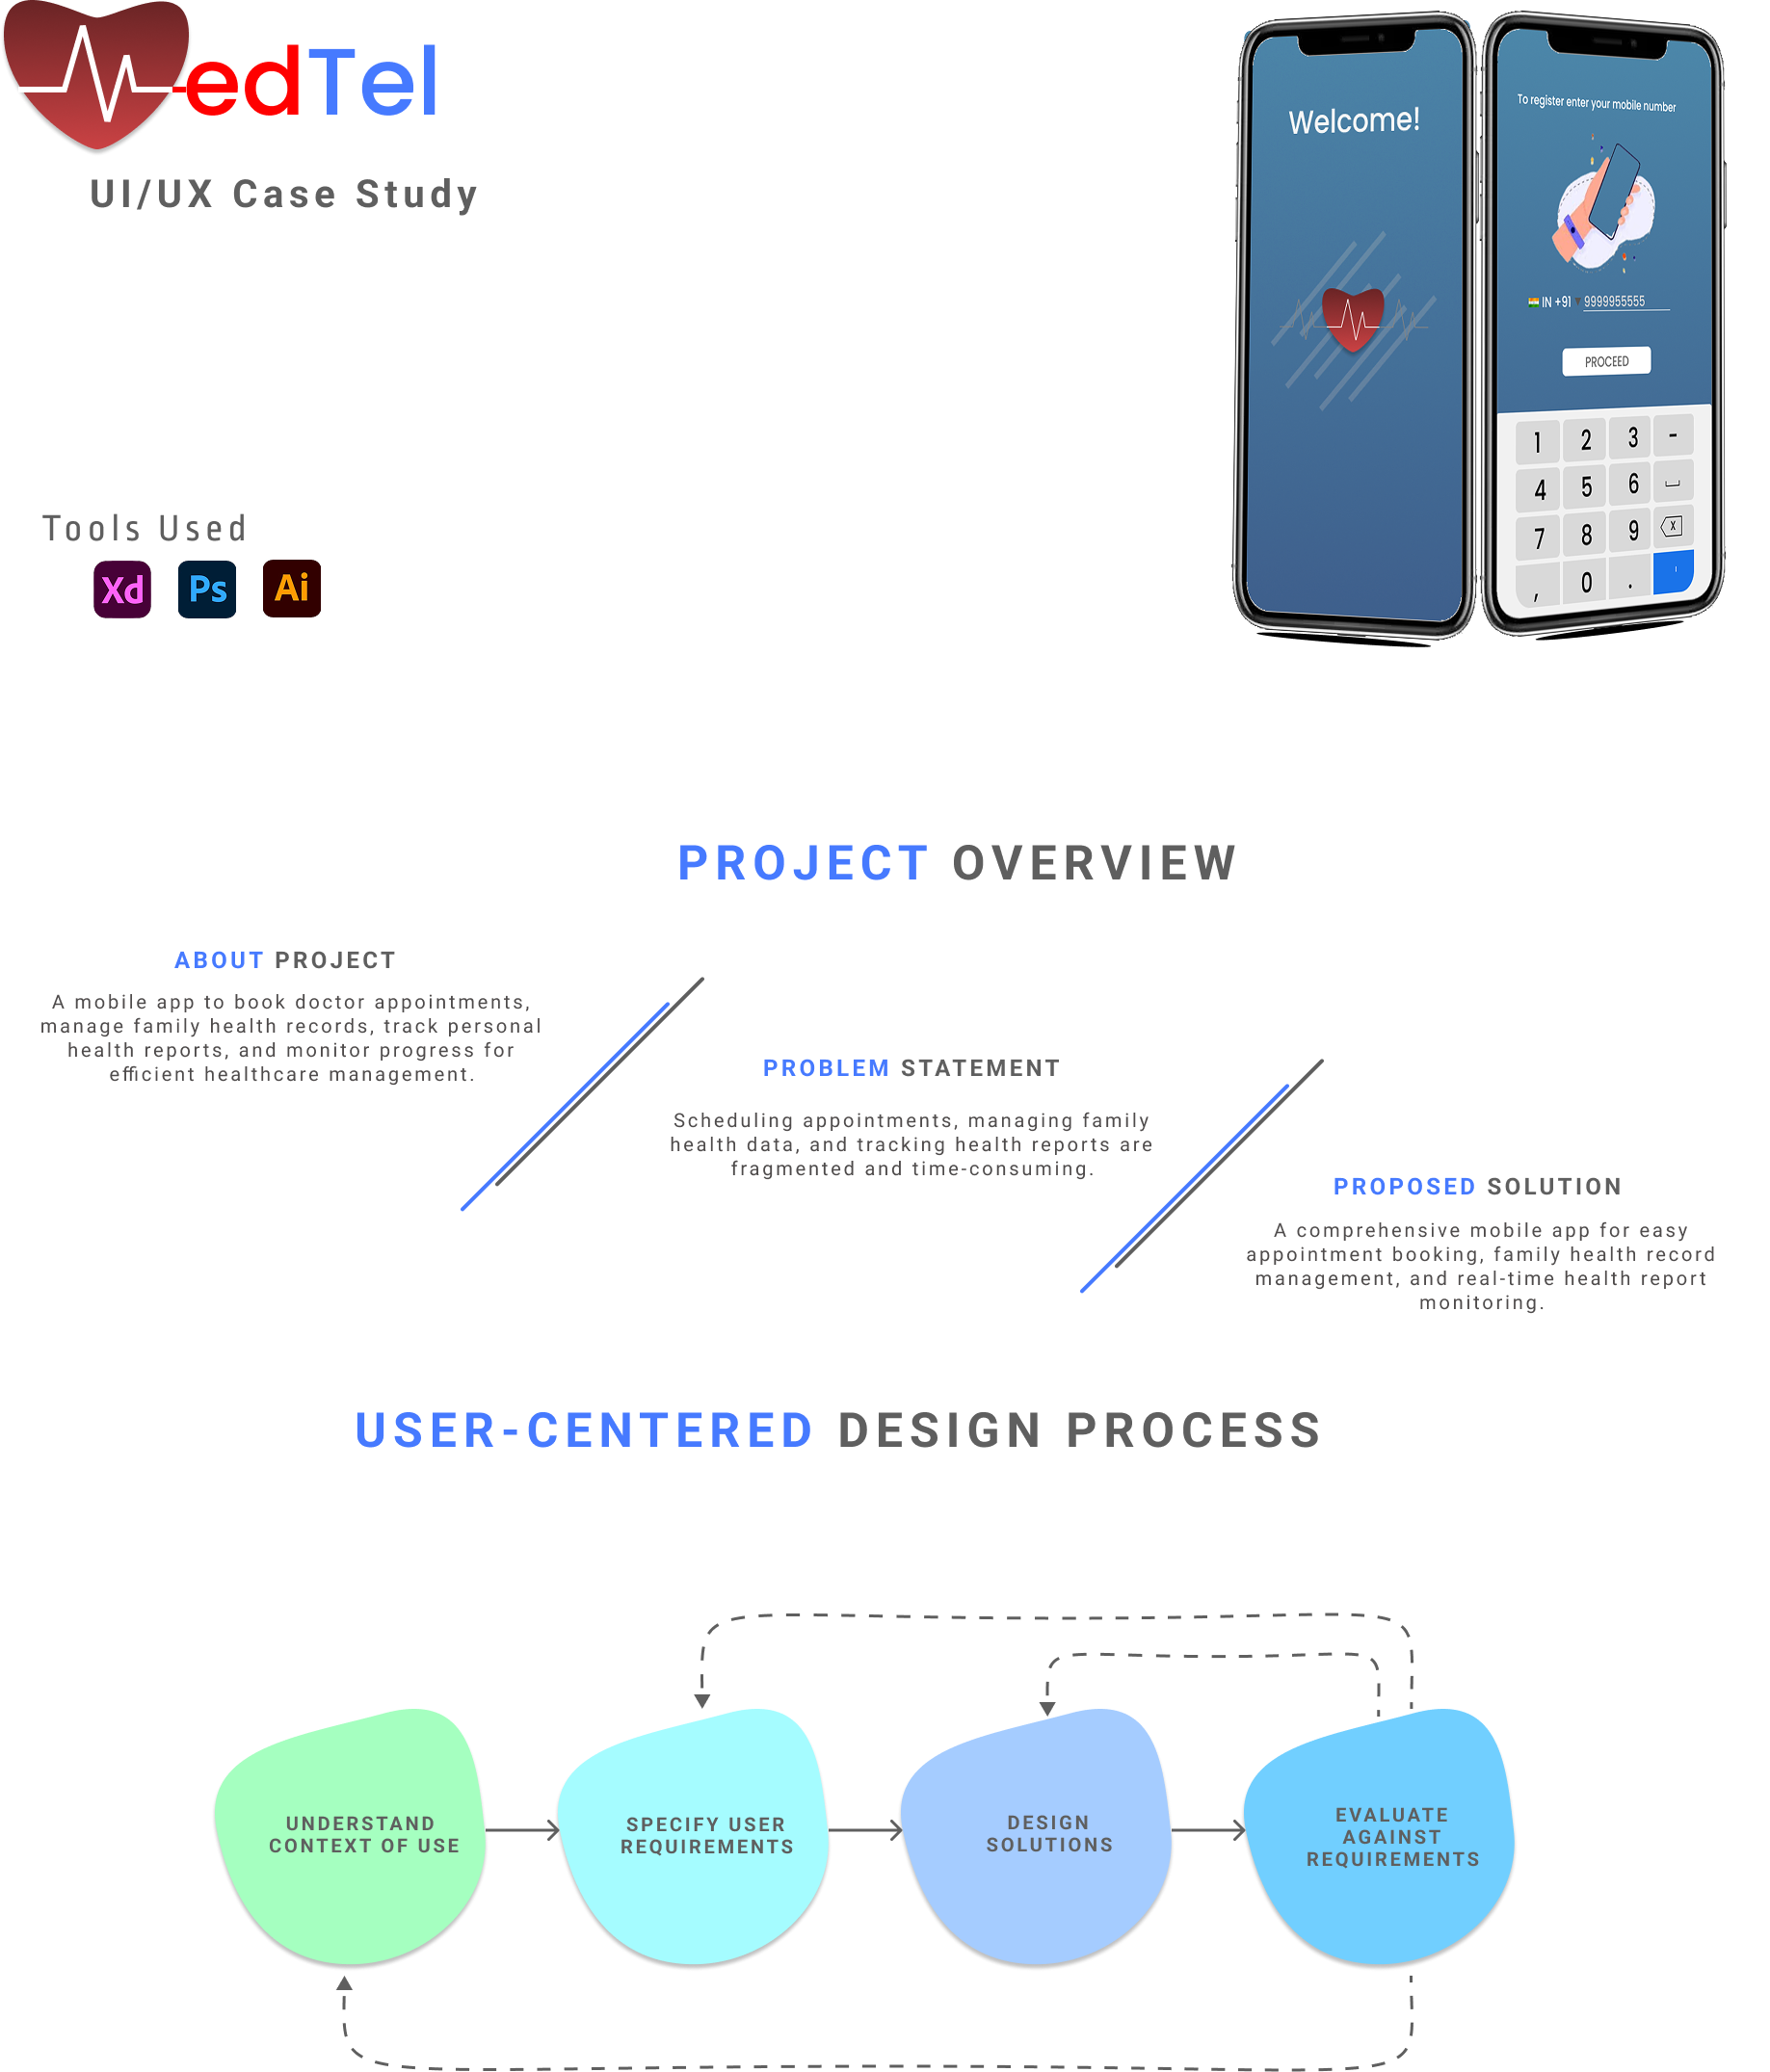 edTel
UI/UX Case Study
Tools Used
Xd Ps Ai
Welcome!
To register enter your mobile number
IN +91 9999955555
PROCEED
1 2 3 -
4 5 6
7 8 9 X
, 0 .
PROJECT OVERVIEW
ABOUT PROJECT
A mobile app to book doctor appointments,
manage family health records, track personal
health reports, and monitor progress for
efficient healthcare management.
PROBLEM STATEMENT
Scheduling appointments, managing family
health data, and tracking health reports are
fragmented and time-consuming.
PROPOSED SOLUTION
A comprehensive mobile app for easy
appointment booking, family health record
management, and real-time health report
monitoring.
USER-CENTERED DESIGN PROCESS
UNDERSTAND
CONTEXT OF USE
SPECIFY USER
REQUIREMENTS
DESIGN
SOLUTIONS
EVALUATE
AGAINST
REQUIREMENTS